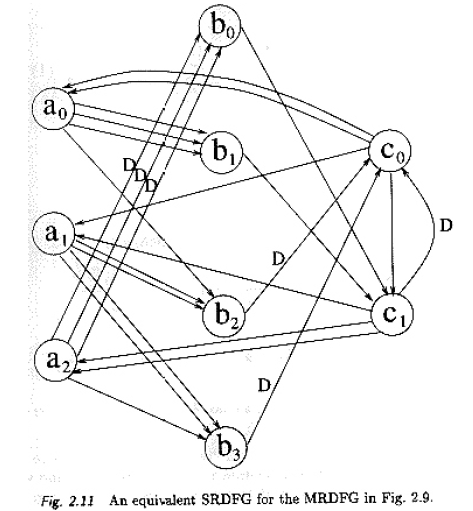 b0
a0
b1
c0
D
D
D
a1
D
D
b2
c1
a2
D
b3
Fig. 2.11 An equivalent SRDFG for the MRDFG in Fig. 2.9.